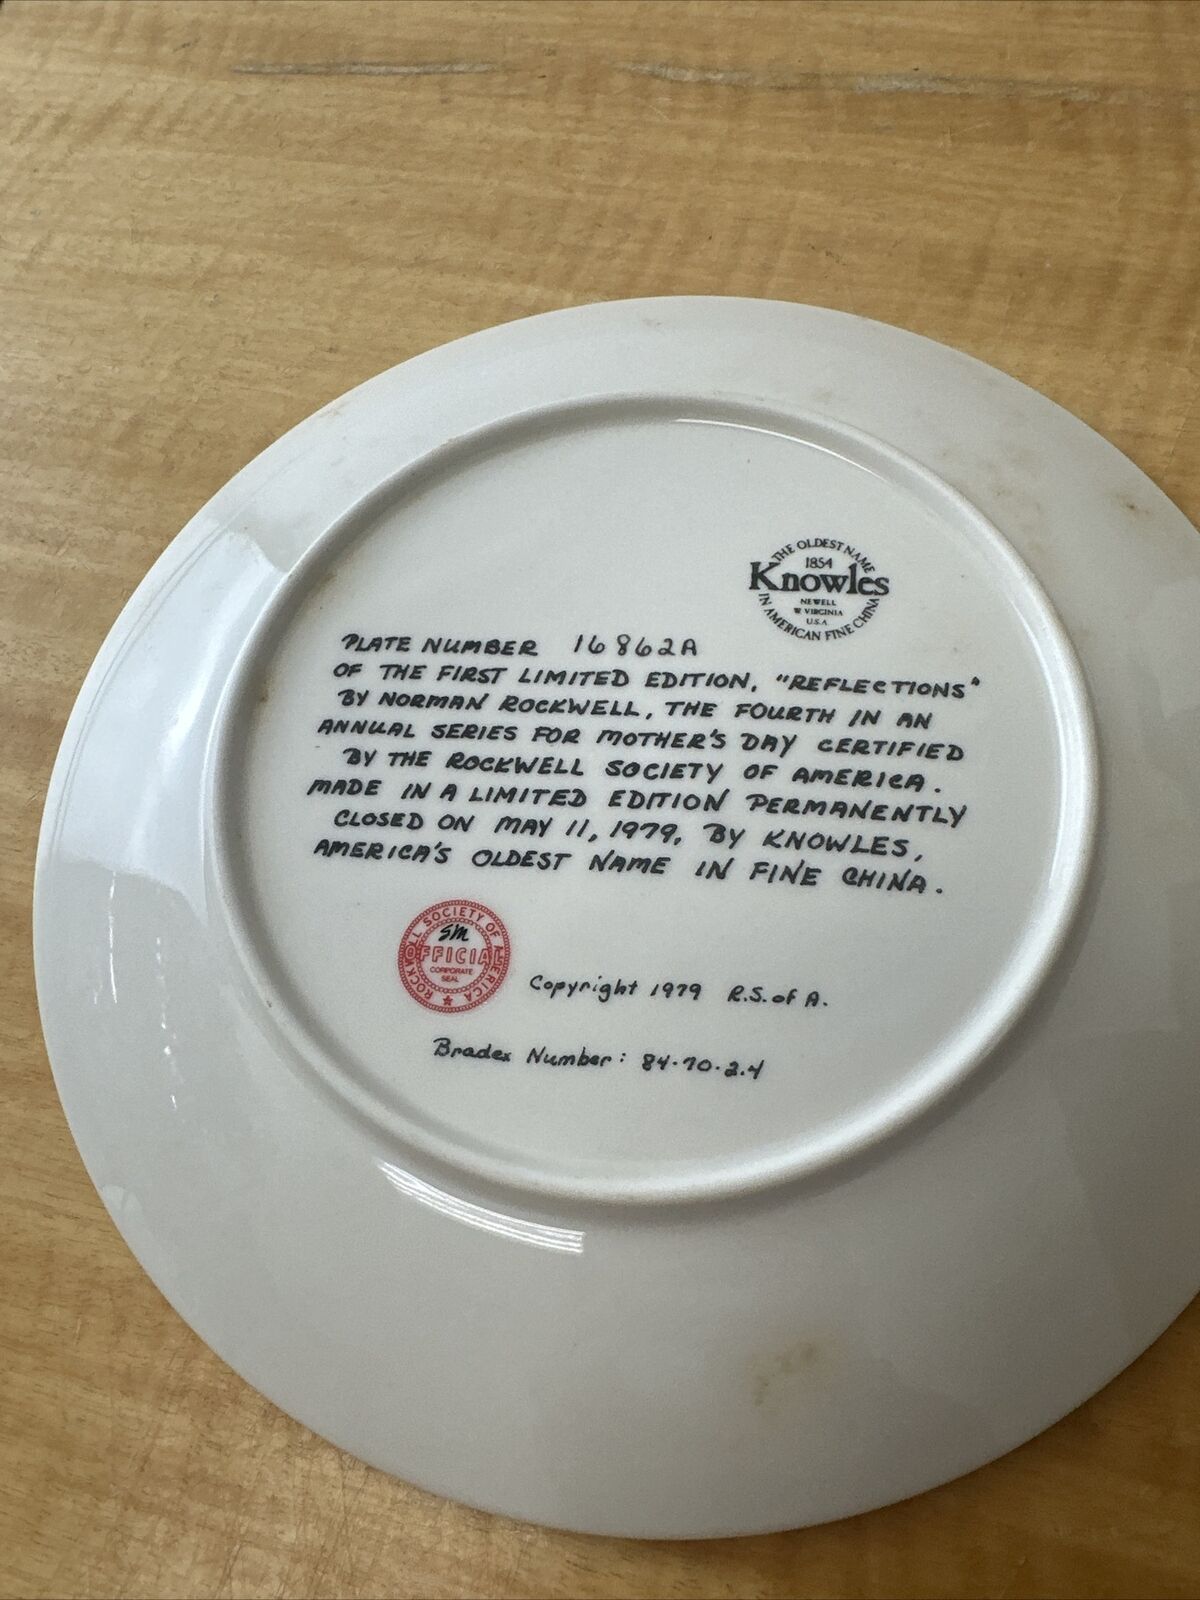 THE OLDEST NAME
1854
Knowles
NEWELL
W VIRGINIA
U.S.A
IN AMERICAN FINE CHINA
PLATE NUMBER 16862A
OF THE FIRST LIMITED EDITION, "REFLECTIONS"
BY NORMAN ROCKWELL, THE FOURTH IN AN
ANNUAL SERIES FOR MOTHER'S DAY CERTIFIED
BY THE ROCKWELL SOCIETY OF AMERICA.
MADE IN A LIMITED EDITION PERMANENTLY
CLOSED ON MAY 11, 1979, BY KNOWLES,
AMERICA'S OLDEST NAME IN FINE CHINA.
ROCKWELL SOCIETY OF AMERICA
SM
OFFICIAL
CORPORATE
SEAL
Copyright 1979 R.S. of A.
Bradex Number: 84-70-2.4